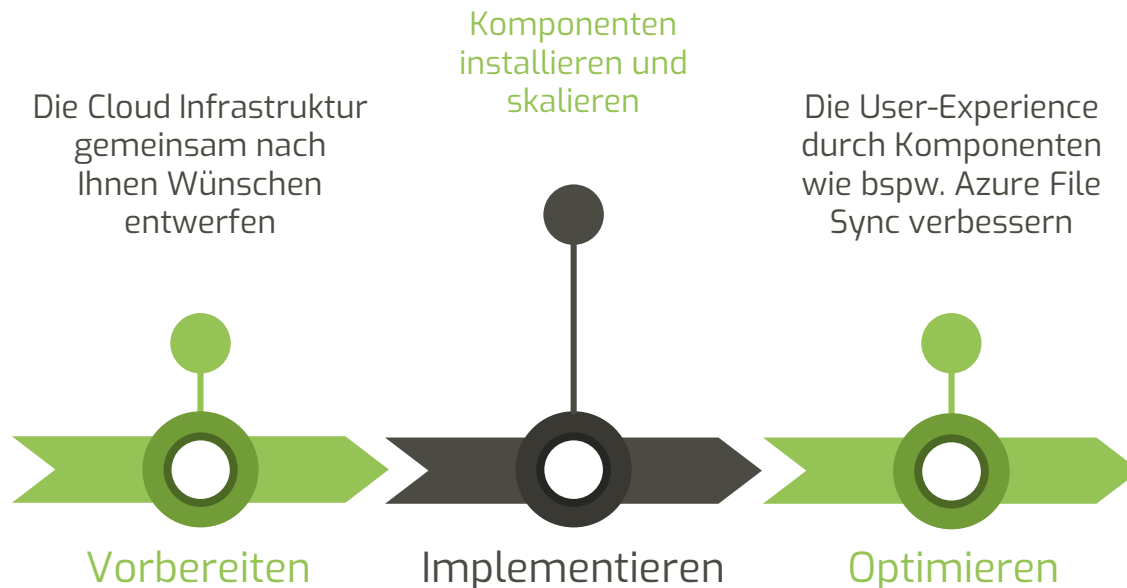 Komponenten
installieren und
skalieren
Die Cloud Infrastruktur
gemeinsam nach
Ihnen Wünschen
entwerfen
Die User-Experience
durch Komponenten
wie bspw. Azure File
Sync verbessern
Vorbereiten
Implementieren
Optimieren